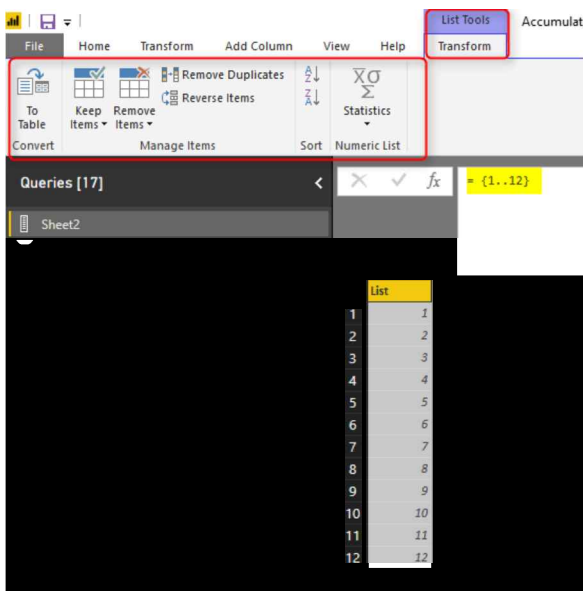 List Tools Accumulat
File Home Transform Add Column View Help Transform
To Table
Keep Items
Remove Items
Remove Duplicates
Reverse Items
Statistics
Convert Manage Items Sort Numeric List
Queries [17]
fx = {1..12}
Sheet2
List
1 1
2 2
3 3
4 4
5 5
6 6
7 7
8 8
9 9
10 10
11 11
12 12